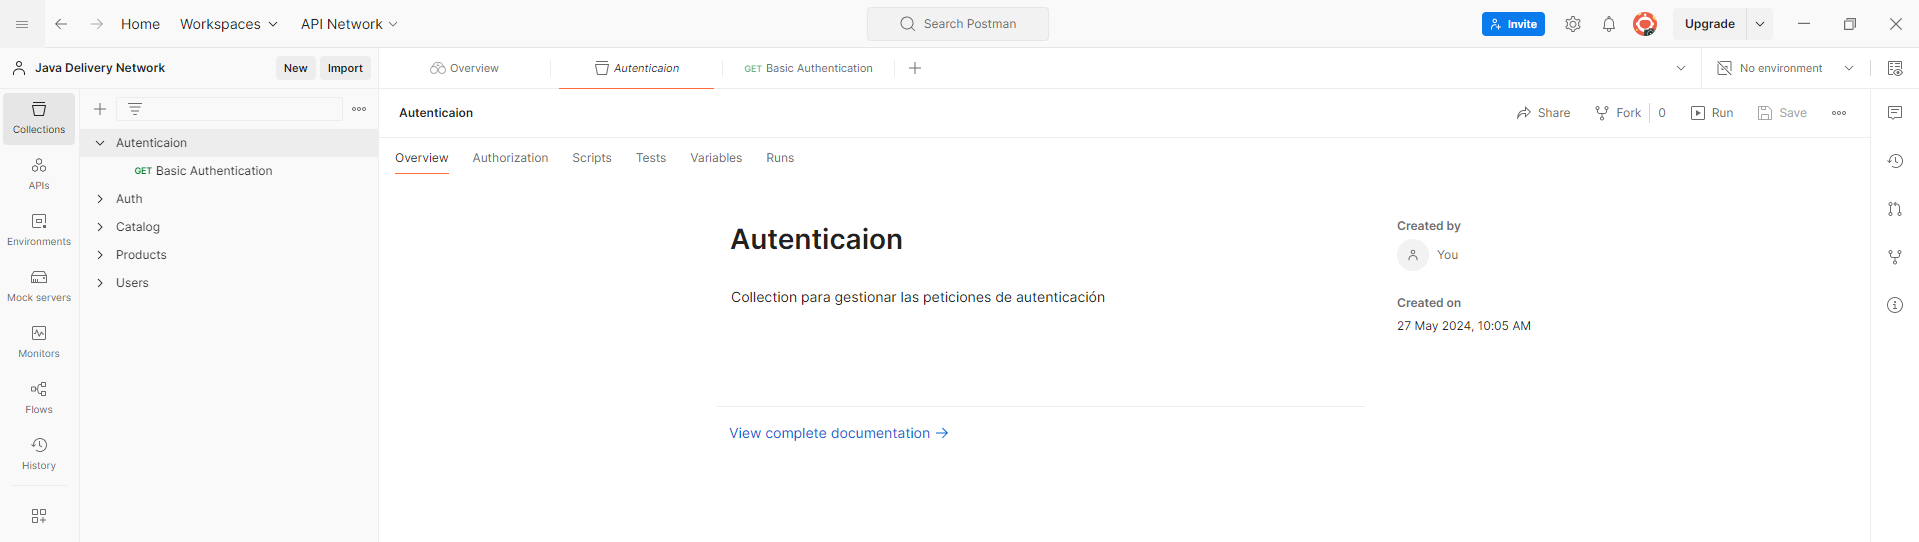 Home Workspaces API Network Search Postman Invite Upgrade
Java Delivery Network New Import Overview Autenticaion GET Basic Authentication No environment
Collections
APIs
Environments
Mock servers
Monitors
Flows
History
Autenticaion
GET Basic Authentication
Auth
Catalog
Products
Users
Autenticaion Share Fork 0 Run Save
Overview Authorization Scripts Tests Variables Runs
Autenticaion
Collection para gestionar las peticiones de autenticación
View complete documentation →
Created by
You
Created on
27 May 2024, 10:05 AM